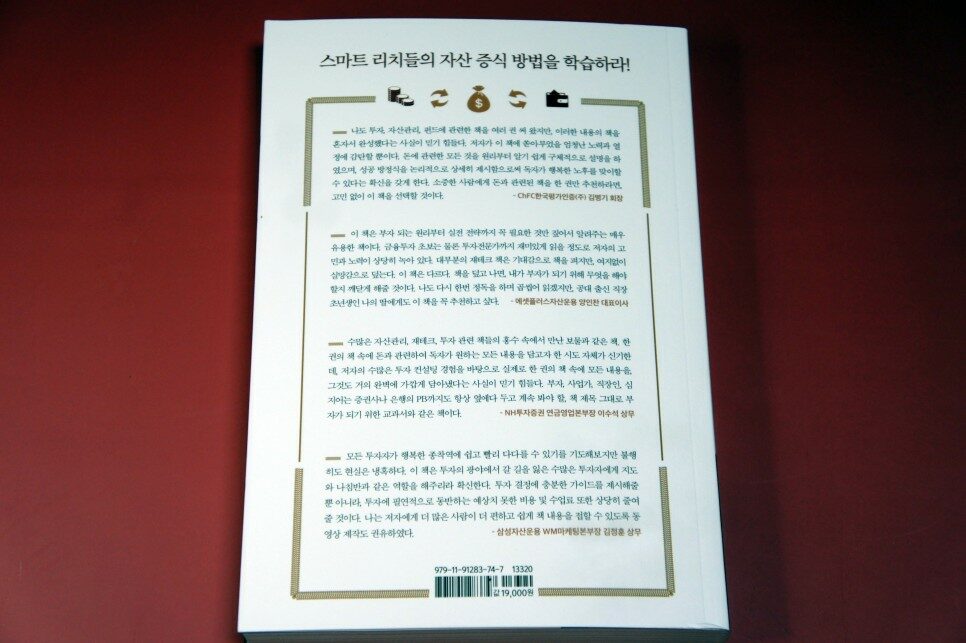 스마트 리치들의 자산 증식 방법을 학습하라!
$
나도 투자, 자산관리, 펀드에 관련한 책을 여러 권 써 왔지만, 이러한 내용의 책을
혼자서 완성했다는 사실이 믿기 힘들다. 저자가 이 책에 쏟아부었을 엄청난 노력과 열
정에 감탄할 뿐이다. 돈에 관련한 모든 것을 원리부터 알기 쉽게 구체적으로 설명을 하
였으며, 성공 방정식을 논리적으로 상세히 제시함으로써 독자가 행복한 노후를 맞이할
수 있다는 확신을 갖게 한다. 소중한 사람에게 돈과 관련된 책을 한 권만 추천하라면,
고민 없이 이 책을 선택할 것이다. - ChFC한국평가인증(주) 김명기 회장
이 책은 부자 되는 원리부터 실전 전략까지 꼭 필요한 것만 짚어서 알려주는 매우
유용한 책이다. 금융투자 초보는 물론 투자전문가까지 재미있게 읽을 정도로 저자의 고
민과 노력이 상당히 녹아 있다. 대부분의 재테크 책은 기대감으로 책을 펴지만, 여지없이
실망감으로 덮는다. 이 책은 다르다. 책을 덮고 나면, 내가 부자가 되기 위해 무엇을 해야
할지 깨닫게 해줄 것이다. 나도 다시 한번 정독을 하며 곱씹어 읽겠지만, 공대 출신 직장
초년생인 나의 딸에게도 이 책을 꼭 추천하고 싶다. - 에셋플러스자산운용 양인찬 대표이사
수많은 자산관리, 재테크, 투자 관련 책들의 홍수 속에서 만난 보물과 같은 책, 한
권의 책 속에 돈과 관련하여 독자가 원하는 모든 내용을 담고자 한 시도 자체가 신기한
데, 저자의 수많은 투자 컨설팅 경험을 바탕으로 실제로 한 권의 책 속에 모든 내용을,
그것도 거의 완벽에 가깝게 담아냈다는 사실이 믿기 힘들다. 부자, 사업가, 직장인, 심
지어는 증권사나 은행의 PB까지도 항상 옆에다 두고 계속 봐야 할, 책 제목 그대로 부
자가 되기 위한 교과서와 같은 책이다. - NH투자증권 연금영업본부장 이수석 상무
모든 투자자가 행복한 종착역에 쉽고 빨리 다다를 수 있기를 기도해보지만 불행
히도 현실은 냉혹하다. 이 책은 투자의 광야에서 갈 길을 잃은 수많은 투자자에게 지도
와 나침반과 같은 역할을 해주리라 확신한다. 투자 결정에 충분한 가이드를 제시해줄
뿐 아니라, 투자에 필연적으로 동반하는 예상치 못한 비용 및 수업료 또한 상당히 줄여
줄 것이다. 나는 저자에게 더 많은 사람이 더 편하고 쉽게 책 내용을 접할 수 있도록 동
영상 제작도 권유하였다. - 삼성자산운용 WM마케팅본부장 김정훈 상무
979-11-91283-74-7 13320
값 19,000원